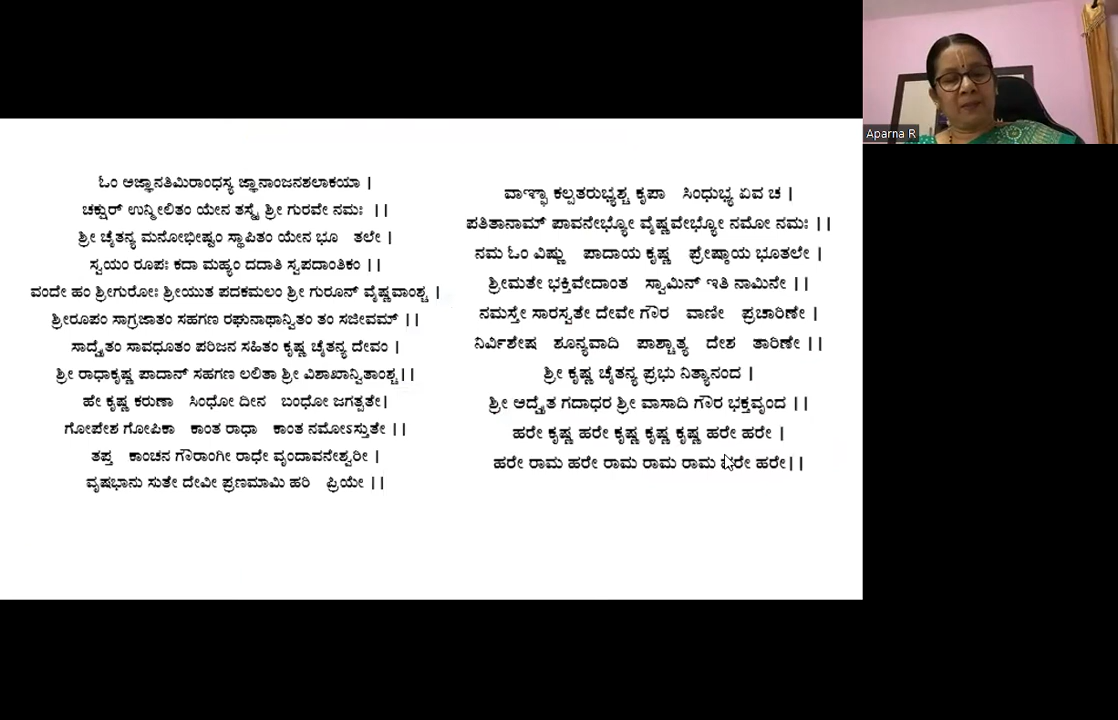 ಓಂ ಅಜ್ಞಾನತಿಮಿರಾಂಧಸ್ಯ ಜ್ಞಾನಾಂಜನಶಲಾಕಯಾ |
ಚಕ್ಷುರ್ ಉನ್ಮೀಲಿತಂ ಯೇನ ತಸ್ಮೈ ಶ್ರೀ ಗುರವೇ ನಮಃ ||
ಶ್ರೀ ಚೈತನ್ಯ ಮನೋಭೀಷ್ಟಂ ಸ್ಥಾಪಿತಂ ಯೇನ ಭೂ ತಲೇ |
ಸ್ವಯಂ ರೂಪಃ ಕದಾ ಮಹ್ಯಂ ದದಾತಿ ಸ್ವಪದಾಂತಿಕಂ ||
ವಂದೇ ಹಂ ಶ್ರೀಗುರೋಃ ಶ್ರೀಯುತ ಪದಕಮಲಂ ಶ್ರೀ ಗುರೂನ್ ವೈಷ್ಣವಾಂಶ್ಚ |
ಶ್ರೀರೂಪಂ ಸಾಗ್ರಜಾತಂ ಸಹಗಣ ರಘುನಾಥಾನ್ವಿತಂ ತಂ ಸಜೀವಮ್ ||
ಸಾದ್ವೈತಂ ಸಾವಧೂತಂ ಪರಿಜನ ಸಹಿತಂ ಕೃಷ್ಣ ಚೈತನ್ಯ ದೇವಂ |
ಶ್ರೀ ರಾಧಾಕೃಷ್ಣ ಪಾದಾನ್ ಸಹಗಣ ಲಲಿತಾ ಶ್ರೀ ವಿಶಾಖಾನ್ವಿತಾಂಶ್ಚ||
ಹೇ ಕೃಷ್ಣ ಕರುಣಾ ಸಿಂಧೋ ದೀನ ಬಂಧೋ ಜಗತ್ಪತೇ|
ಗೋಪೇಶ ಗೋಪಿಕಾ ಕಾಂತ ರಾಧಾ ಕಾಂತ ನಮೋಽಸ್ತುತೇ ||
ತಪ್ತ ಕಾಂಚನ ಗೌರಾಂಗೀ ರಾಧೇ ವೃಂದಾವನೇಶ್ವರೀ |
ವೃಷಭಾನು ಸುತೇ ದೇವೀ ಪ್ರಣಮಾಮಿ ಹರಿ ಪ್ರಿಯೇ ||
ವಾಞ್ಛಾ ಕಲ್ಪತರುಭ್ಯಶ್ಚ ಕೃಪಾ ಸಿಂಧುಭ್ಯ ಏವ ಚ |
ಪತಿತಾನಾಮ್ ಪಾವನೇಭ್ಯೋ ವೈಷ್ಣವೇಭ್ಯೋ ನಮೋ ನಮಃ ||
ನಮ ಓಂ ವಿಷ್ಣು ಪಾದಾಯ ಕೃಷ್ಣ ಪ್ರೇಷ್ಠಾಯ ಭೂತಲೇ |
ಶ್ರೀಮತೇ ಭಕ್ತಿವೇದಾಂತ ಸ್ವಾಮಿನ್ ಇತಿ ನಾಮಿನೇ ||
ನಮಸ್ತೇ ಸಾರಸ್ವತೇ ದೇವೇ ಗೌರ ವಾಣೀ ಪ್ರಚಾರಿಣೇ |
ನಿರ್ವಿಶೇಷ ಶೂನ್ಯವಾದಿ ಪಾಶ್ಚಾತ್ಯ ದೇಶ ತಾರಿಣೇ ||
ಶ್ರೀ ಕೃಷ್ಣ ಚೈತನ್ಯ ಪ್ರಭು ನಿತ್ಯಾನಂದ |
ಶ್ರೀ ಅದ್ವೈತ ಗದಾಧರ ಶ್ರೀ ವಾಸಾದಿ ಗೌರ ಭಕ್ತವೃಂದ ||
ಹರೇ ಕೃಷ್ಣ ಹರೇ ಕೃಷ್ಣ ಕೃಷ್ಣ ಕೃಷ್ಣ ಹರೇ ಹರೇ |
ಹರೇ ರಾಮ ಹರೇ ರಾಮ ರಾಮ ರಾಮ ಹರೇ ಹರೇ||
Aparna R